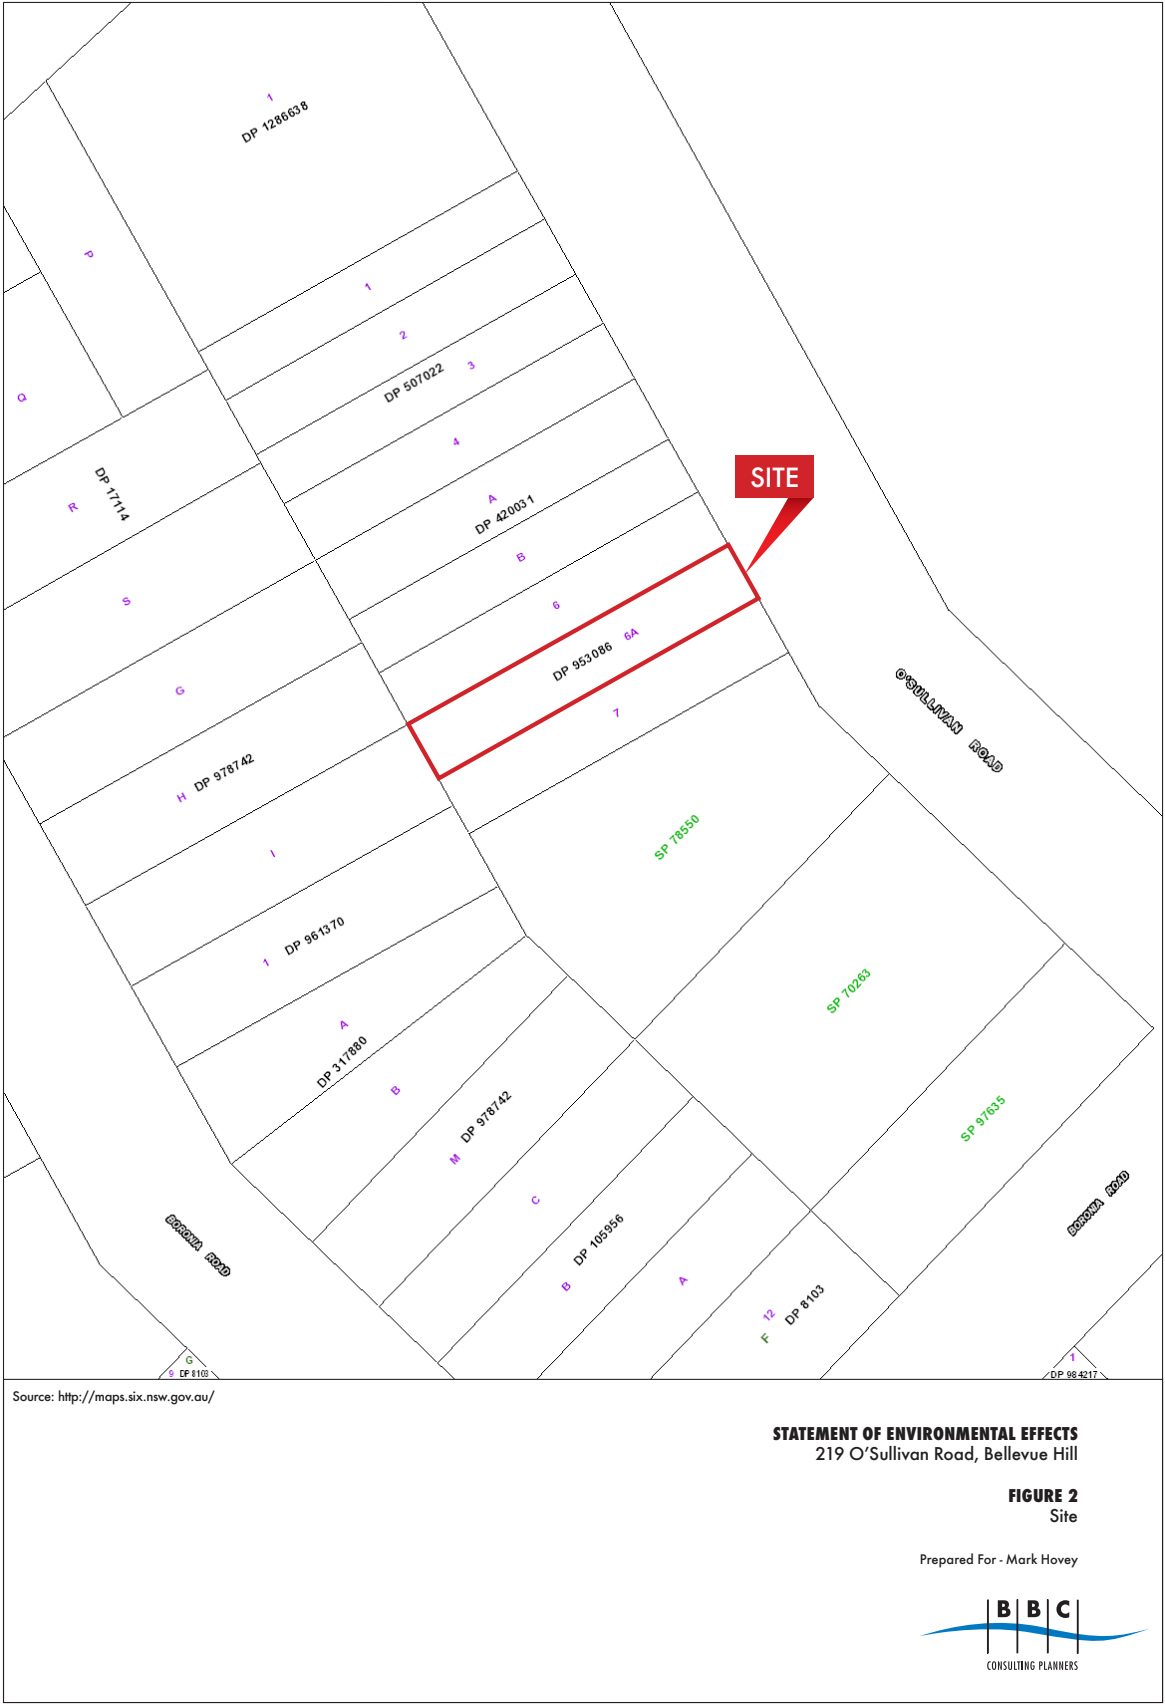 1
DP 1286638
P
1
2
DP 507022
3
Q
4
R
DP 17114
A
DP 420031
SITE
B
S
6
6A
DP 953086
G
7
O'SULLIVAN ROAD
H
DP 978742
SP 78550
I
1
DP 961370
SP 70263
A
DP 317880
B
M
DP 978742
SP 97635
C
BORONIA ROAD
BORONIA ROAD
B
DP 105956
A
12
DP 8103
F
G
9 DP 8103
1
DP 984217
Source: http://maps.six.nsw.gov.au/
STATEMENT OF ENVIRONMENTAL EFFECTS
219 O'Sullivan Road, Bellevue Hill
FIGURE 2
Site
Prepared For - Mark Hovey
BBC
CONSULTING PLANNERS